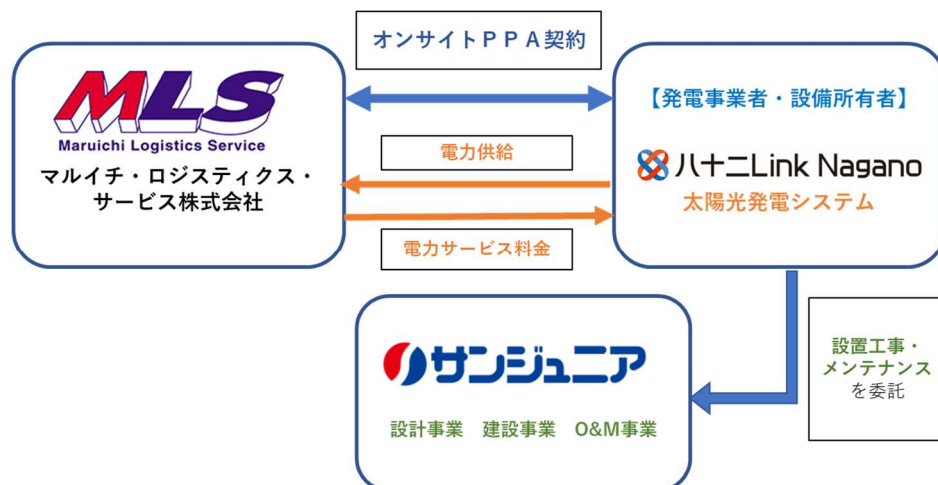 オンサイトＰＰＡ契約
MLS
Maruichi Logistics Service
マルイチ・ロジスティクス・
サービス株式会社
電力供給
電力サービス料金
【発電事業者・設備所有者】
八十二Link Nagano
太陽光発電システム
サンジュニア
設計事業 建設事業 O&M事業
設置工事・
メンテナンス
を委託